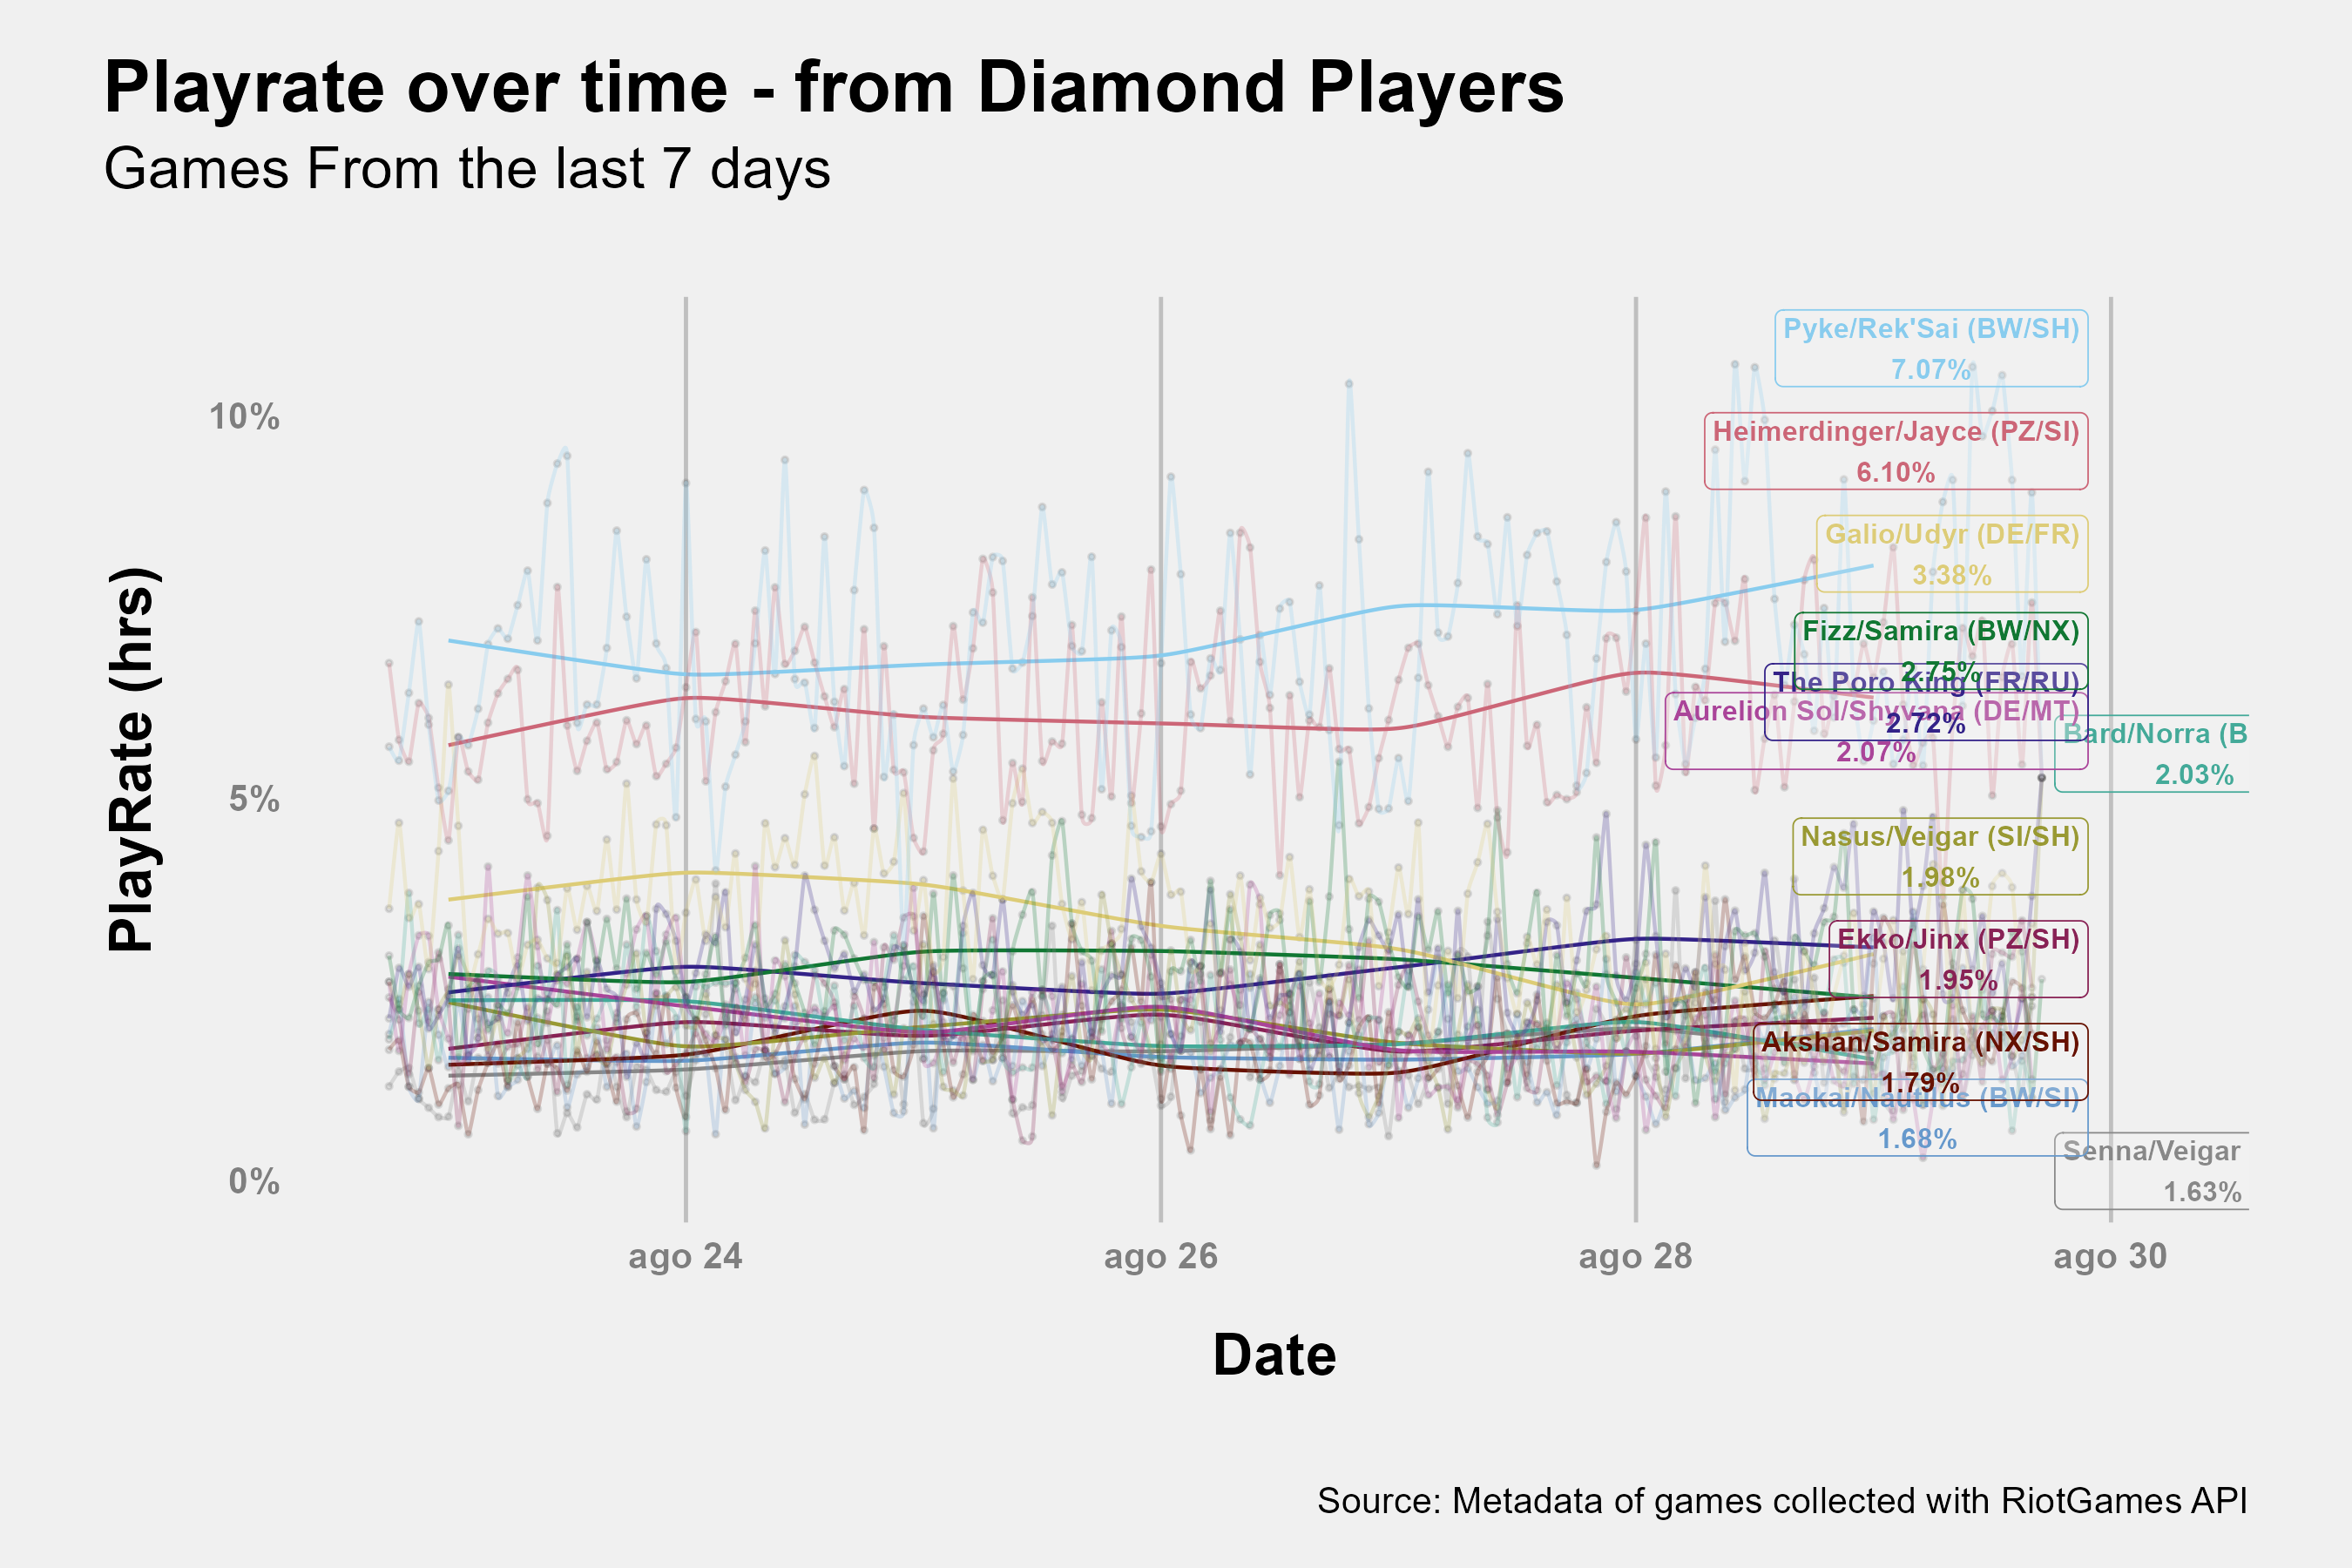 Playrate over time - from Diamond Players
Games From the last 7 days
PlayRate (hrs)
10%
5%
0%
Pyke/Rek'Sai (BW/SH)
7.07%
Heimerdinger/Jayce (PZ/SI)
6.10%
Galio/Udyr (DE/FR)
3.38%
Fizz/Samira (BW/NX)
2.75%
The Poro King (FR/RU)
2.72%
Aurelion Sol/Shyvana (DE/MT)
2.07%
Bard/Norra (B
2.03%
Nasus/Veigar (SI/SH)
1.98%
Ekko/Jinx (PZ/SH)
1.95%
Akshan/Samira (NX/SH)
1.79%
Maokai/Nautilus (BW/SI)
1.68%
Senna/Veigar
1.63%
ago 24
ago 26
ago 28
ago 30
Date
Source: Metadata of games collected with RiotGames API